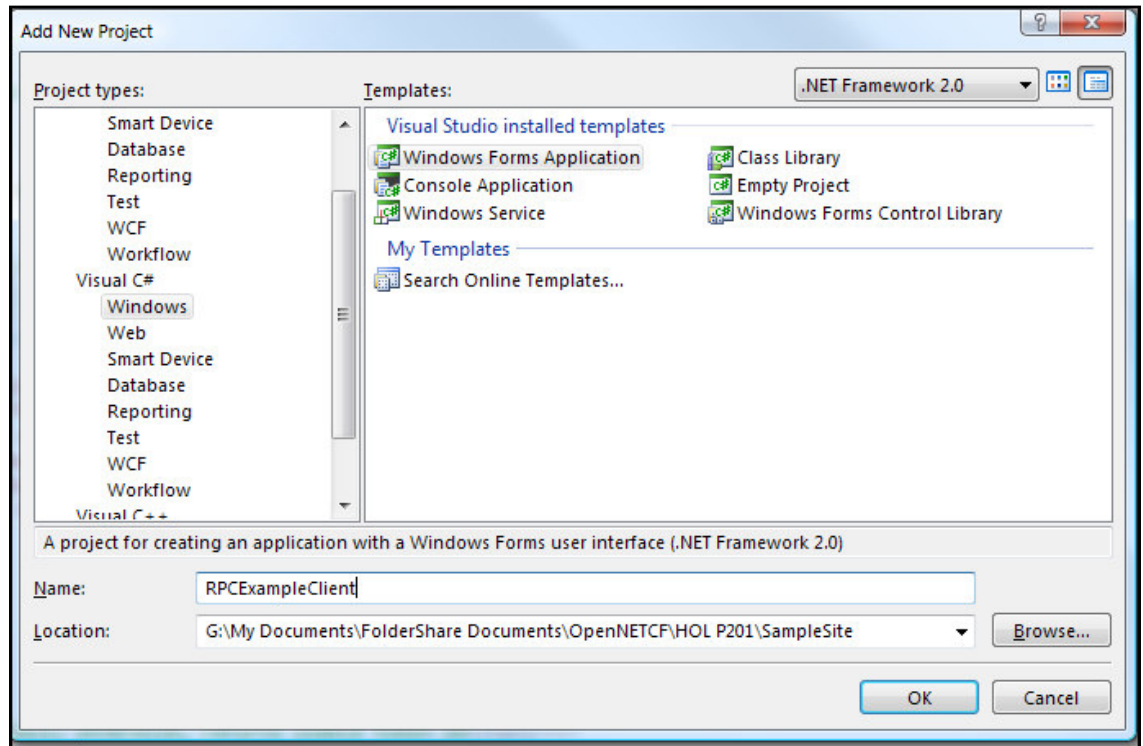 Add New Project
Project types:
Templates:
.NET Framework 2.0
Smart Device
Database
Reporting
Test
WCF
Workflow
Visual C#
Windows
Web
Smart Device
Database
Reporting
Test
WCF
Workflow
Visual C++
Visual Studio installed templates
Windows Forms Application
Class Library
Console Application
Empty Project
Windows Service
Windows Forms Control Library
My Templates
Search Online Templates...
A project for creating an application with a Windows Forms user interface (.NET Framework 2.0)
Name:
RPCExampleClient
Location:
G:\My Documents\FolderShare Documents\OpenNETCF\HOL P201\SampleSite
Browse...
OK
Cancel